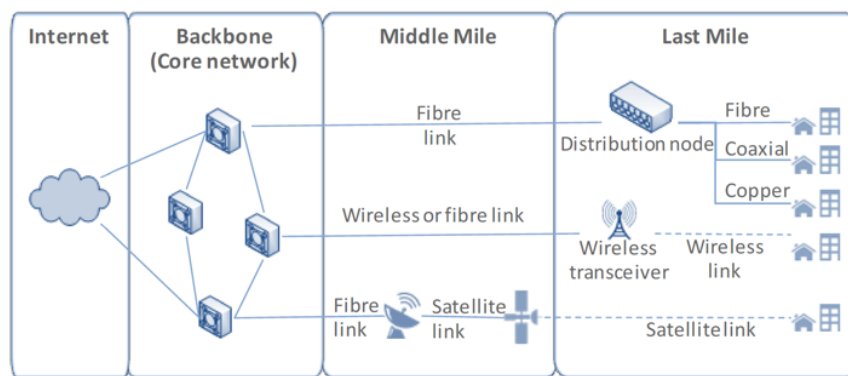 Internet
Backbone
(Core network)
Middle Mile
Last Mile
Fibre
link
Distribution node
Fibre
Coaxial
Copper
Wireless or fibre link
Wireless
transceiver
Wireless
link
Fibre
link
Satellite
link
Satellite link